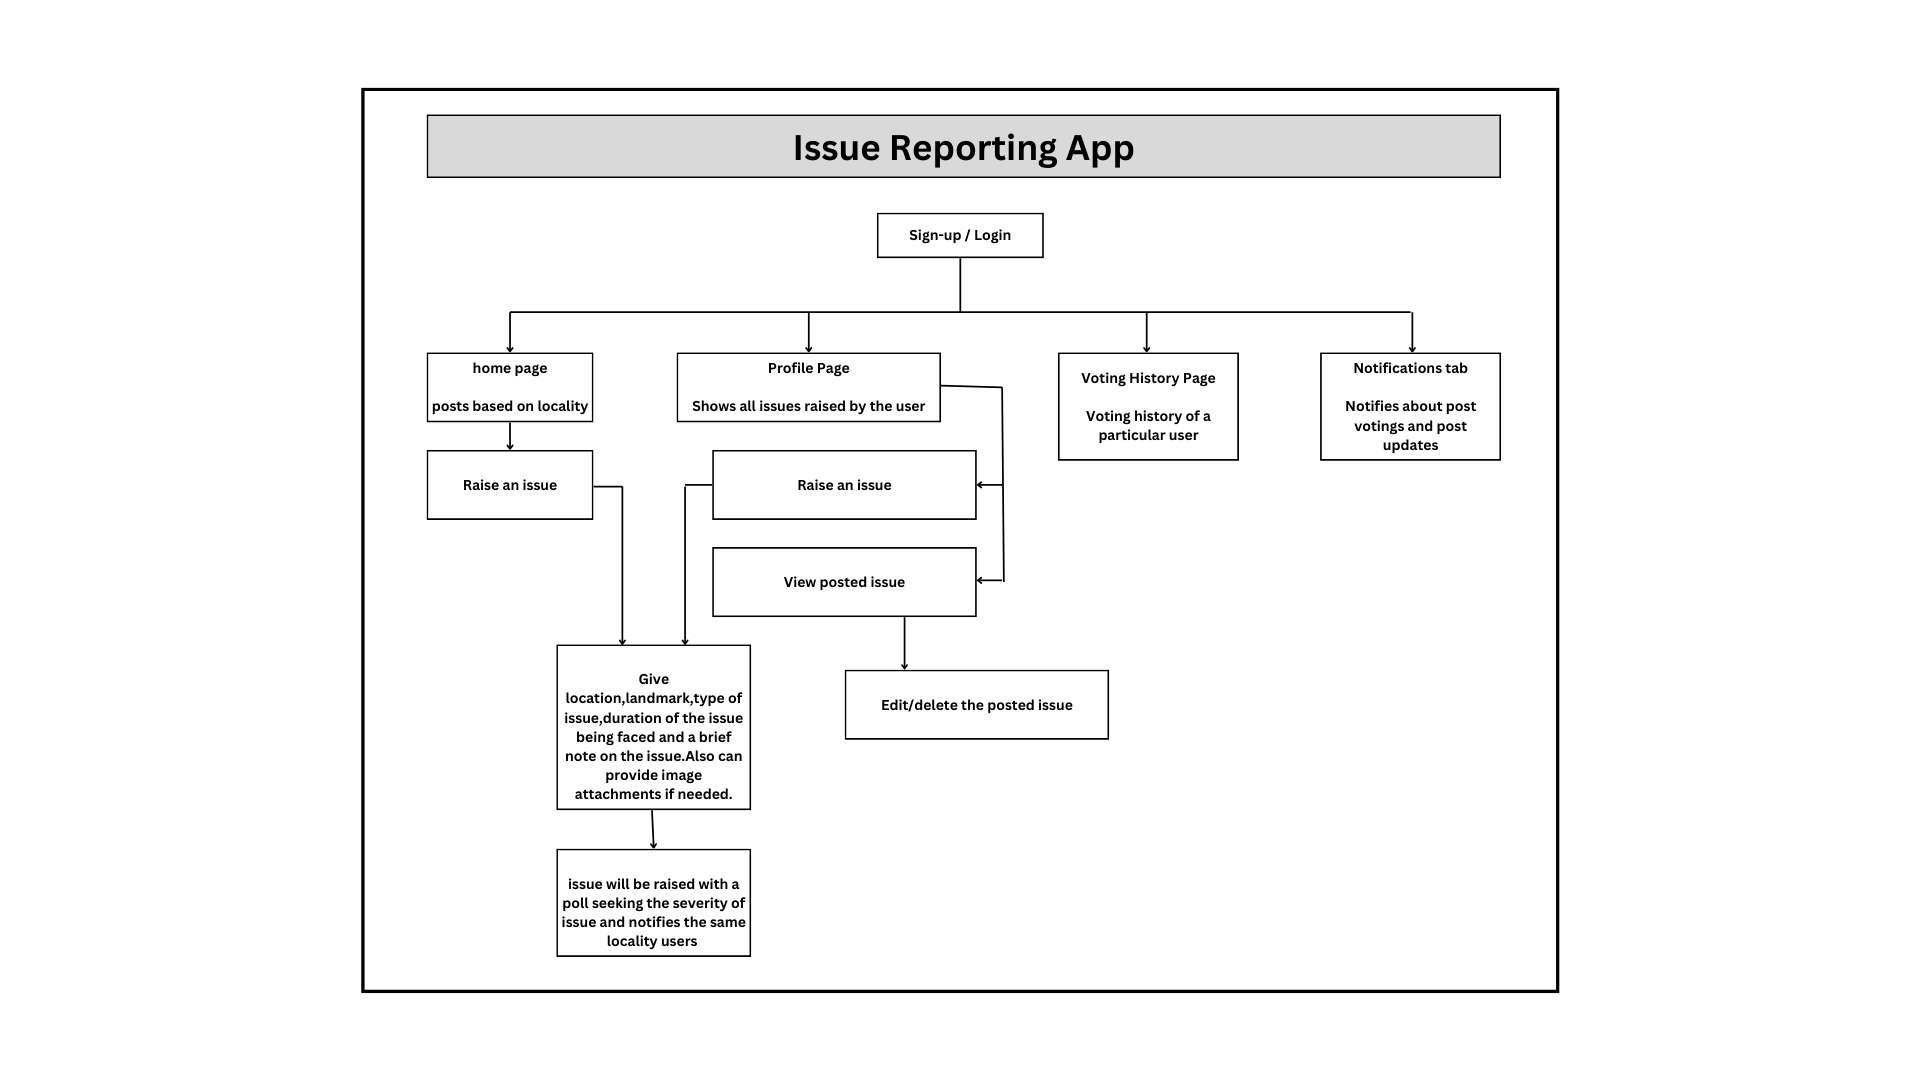 Issue Reporting App
Sign-up / Login
home page
posts based on locality
Profile Page
Shows all issues raised by the user
Voting History Page
Voting history of a
particular user
Notifications tab
Notifies about post
votings and post
updates
Raise an issue
Raise an issue
View posted issue
Give
location,landmark,type of
issue,duration of the issue
being faced and a brief
note on the issue.Also can
provide image
attachments if needed.
Edit/delete the posted issue
issue will be raised with a
poll seeking the severity of
issue and notifies the same
locality users